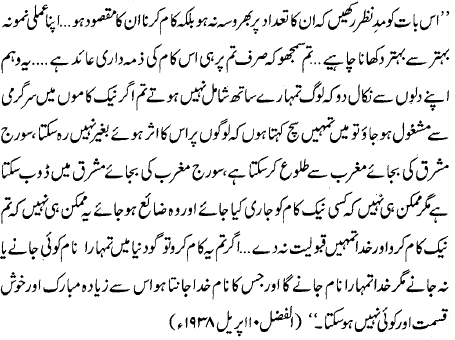 ’’اس بات کو مدِنظر رکھیں کہ ان کا تعداد پر بھروسہ نہ ہو بلکہ کام کرنا ان کا مقصود ہو... اپنا عملی نمونہ
بہتر سے بہتر دکھانا چاہیے... تم سمجھو کہ صرف تم پر ہی اس کام کی ذمہ داری عائد ہے... یہ وہم
اپنے دلوں سے نکال دو کہ لوگ تمہارے ساتھ شامل نہیں ہوتے تم اگر نیک کاموں میں سرگرمی
سے مشغول ہو جاؤ تو میں تمہیں سچ کہتا ہوں کہ لوگوں پر اس کا اثر ہوئے بغیر نہیں رہ سکتا، سورج
مشرق کی بجائے مغرب سے طلوع کر سکتا ہے، سورج مغرب کی بجائے مشرق میں ڈوب سکتا
ہے مگر ممکن ہی نہیں کہ کسی نیک کام کو جاری کیا جائے اور وہ ضائع ہو جائے یہ ممکن ہی نہیں کہ تم
نیک کام کرو اور خدا تمہیں قبولیت نہ دے... اگر تم یہ کام کرو تو گو دنیا میں تمہارا نام کوئی جانے یا
نہ جانے مگر خدا تمہارا نام جانے گا اور جس کا نام خدا جانتا ہو اس سے زیادہ مبارک اور خوش
قسمت اور کوئی نہیں ہو سکتا۔‘‘ (الفضل ۱۰ اپریل ۱۹۳۸ء)